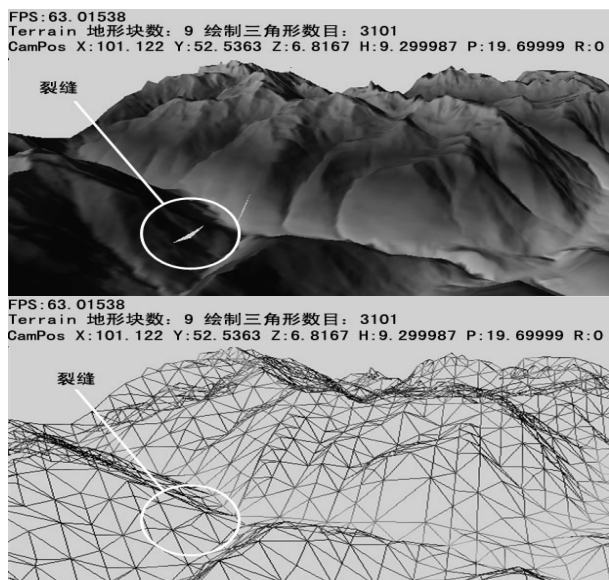 FPS:63.01538
Terrain 地形块数：9 绘制三角形数目：3101
CamPos X:101.122 Y:52.5363 Z:6.8167 H:9.299987 P:19.69999 R:0
裂缝
FPS:63.01538
Terrain 地形块数：9 绘制三角形数目：3101
CamPos X:101.122 Y:52.5363 Z:6.8167 H:9.299987 P:19.69999 R:0
裂缝